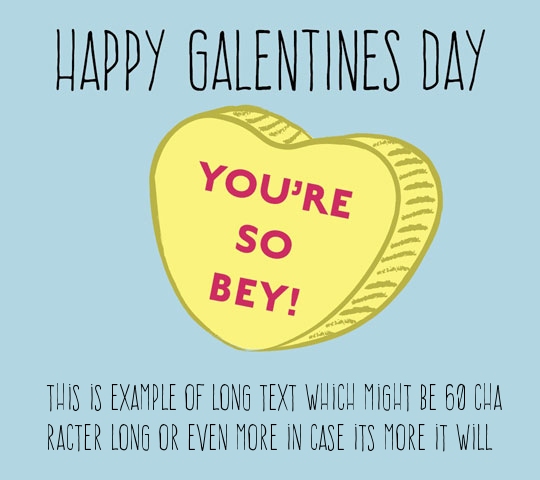 HAPPY GALENTINES DAY
YOU'RE
SO
BEY!
THIS IS EXAMPLE OF LONG TEXT WHICH MIGHT BE 60 CHA
RACTER LONG OR EVEN MORE IN CASE ITS MORE IT WILL